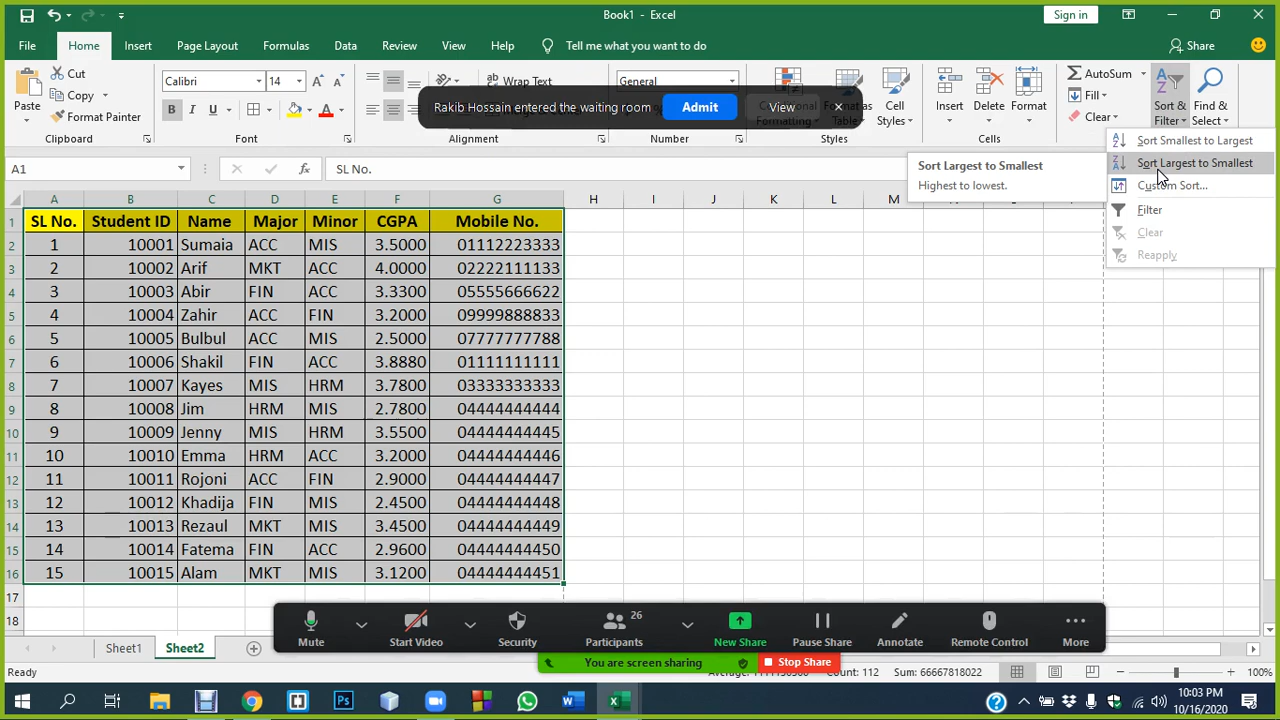 Book1 - Excel
Sign in
File Home Insert Page Layout Formulas Data Review View Help Tell me what you want to do Share
Paste
Cut
Copy
Format Painter
Clipboard
Calibri 14
B I U
Font
Wrap Text
Alignment
General
Number
Formatting
Table
Cell Styles
Styles
Insert Delete Format
Cells
AutoSum
Fill
Clear
Sort & Filter
Find & Select
Rakib Hossain entered the waiting room Admit View
Sort Smallest to Largest
Sort Largest to Smallest
Custom Sort...
Filter
Clear
Reapply
Sort Largest to Smallest
Highest to lowest.
A1 fx SL No.
A B C D E F G H I J K L M
1 SL No. Student ID Name Major Minor CGPA Mobile No.
2 1 10001 Sumaia ACC MIS 3.5000 01112223333
3 2 10002 Arif MKT ACC 4.0000 02222111133
4 3 10003 Abir FIN ACC 3.3300 05555666622
5 4 10004 Zahir ACC FIN 3.2000 09999888833
6 5 10005 Bulbul ACC MIS 2.5000 07777777788
7 6 10006 Shakil FIN ACC 3.8880 01111111111
8 7 10007 Kayes MIS HRM 3.7800 03333333333
9 8 10008 Jim HRM MIS 2.7800 04444444444
10 9 10009 Jenny MIS HRM 3.5500 04444444445
11 10 10010 Emma HRM ACC 3.2000 04444444446
12 11 10011 Rojoni ACC FIN 2.9000 04444444447
13 12 10012 Khadija FIN MIS 2.4500 04444444448
14 13 10013 Rezaul MKT MIS 3.4500 04444444449
15 14 10014 Fatema FIN ACC 2.9600 04444444450
16 15 10015 Alam MKT MIS 3.1200 04444444451
17
18
Mute Start Video Security Participants 26 New Share Pause Share Annotate Remote Control More
You are screen sharing Stop Share
Sheet1 Sheet2
Ready Count: 112 Sum: 66667818022 100%
10:03 PM
10/16/2020